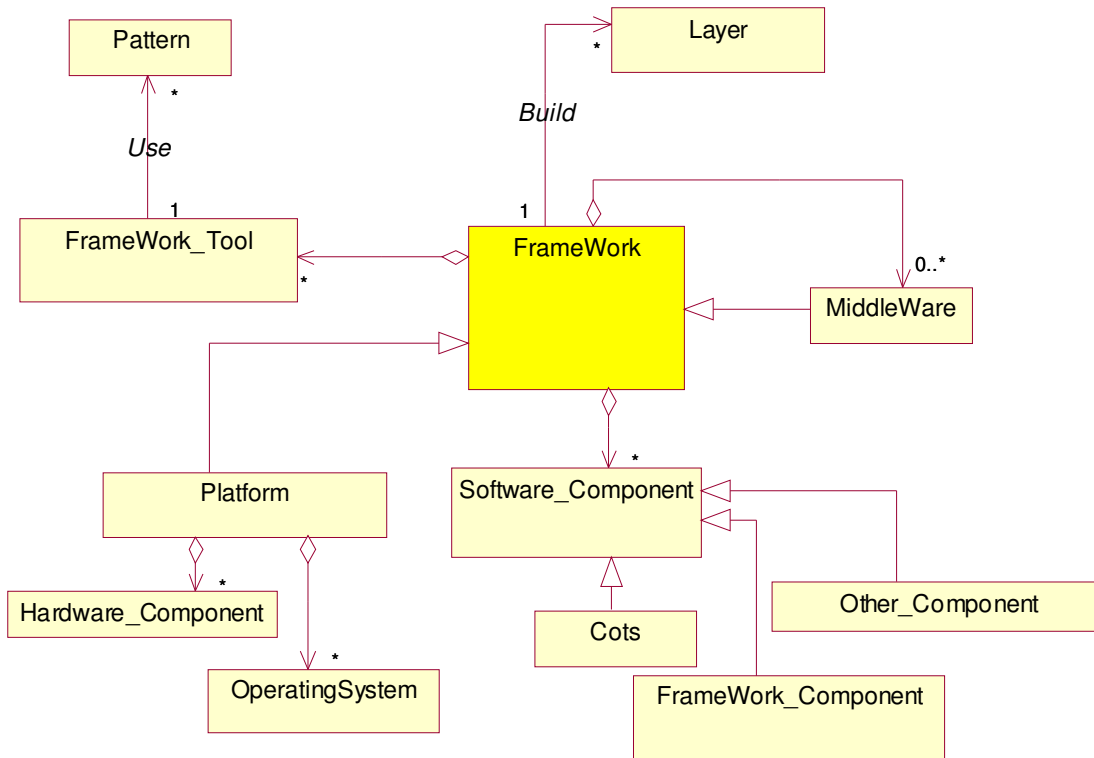 Pattern
Layer
*
*
Build
Use
1
1
FrameWork_Tool
FrameWork
*
0..*
MiddleWare
*
Software_Component
Platform
*
Hardware_Component
Other_Component
Cots
*
OperatingSystem
FrameWork_Component